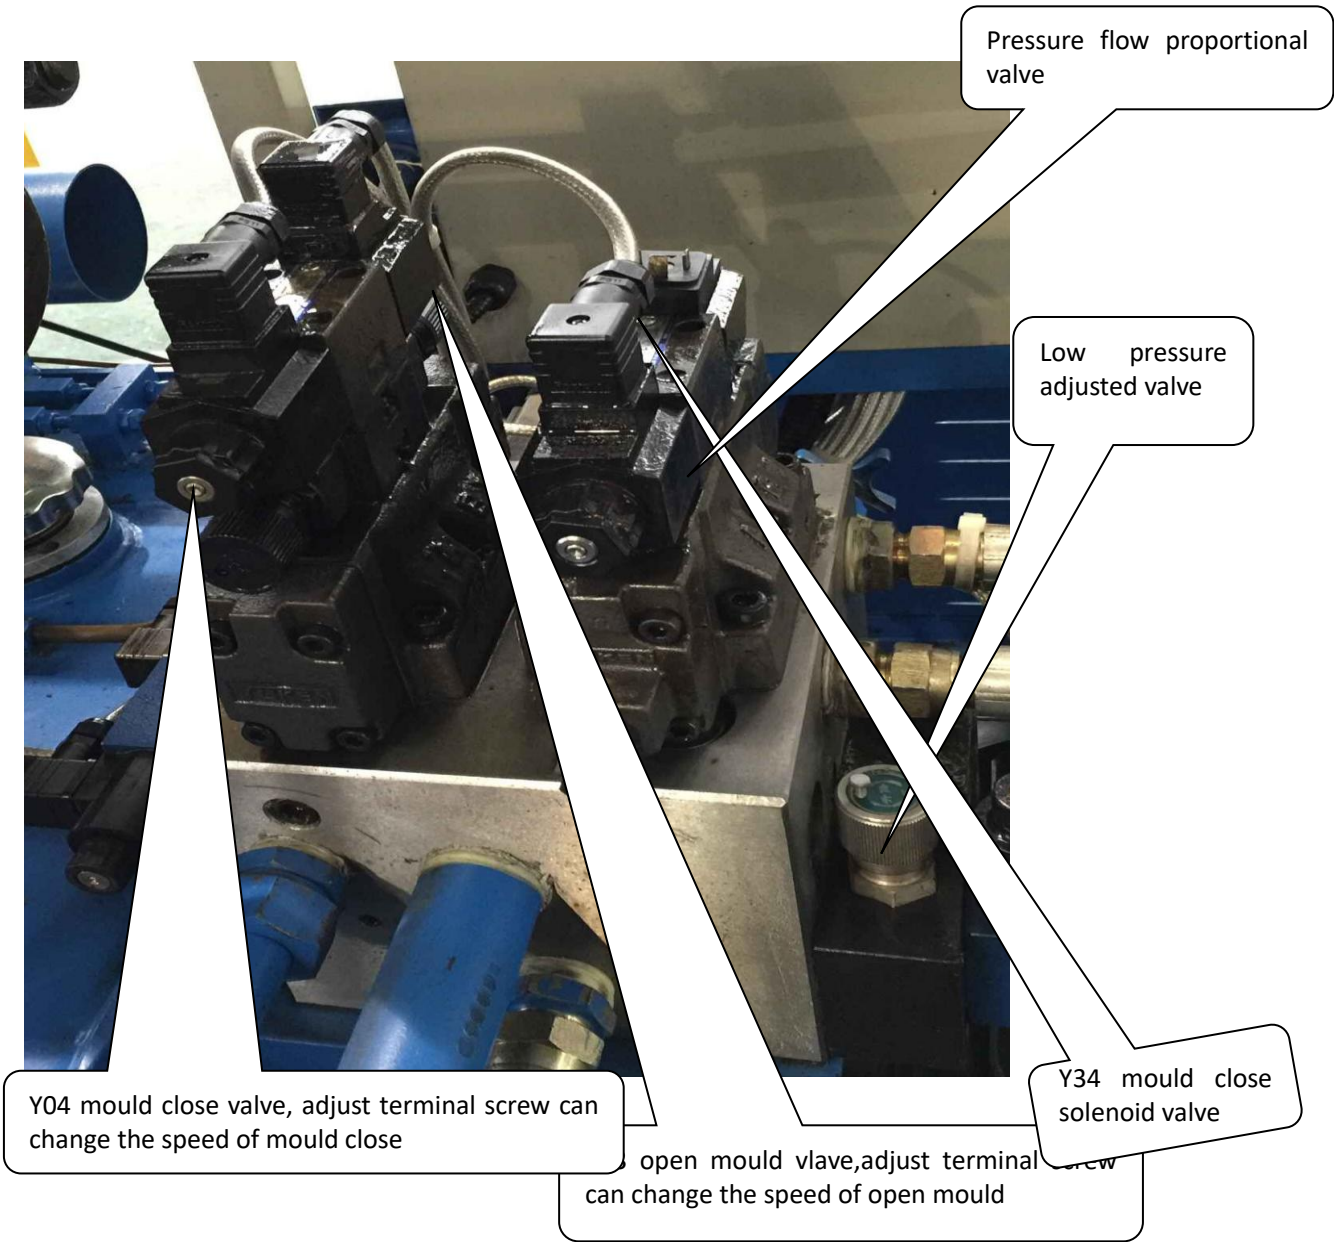 Pressure flow proportional
valve
Low pressure
adjusted valve
Y34 mould close
solenoid valve
Y04 mould close valve, adjust terminal screw can
change the speed of mould close
open mould vlave,adjust terminal screw
can change the speed of open mould